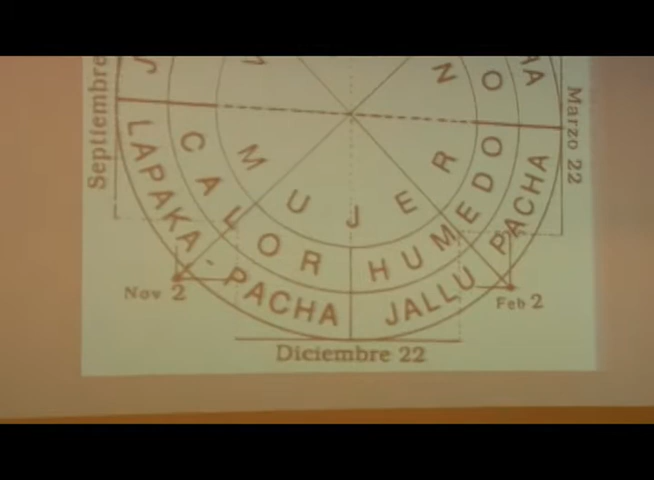 Septiembre
Marzo 22
MUJER
CALOR HUMEDO
LAPAKA-PACHA JALLU PACHA
Nov 2
Feb 2
Diciembre 22